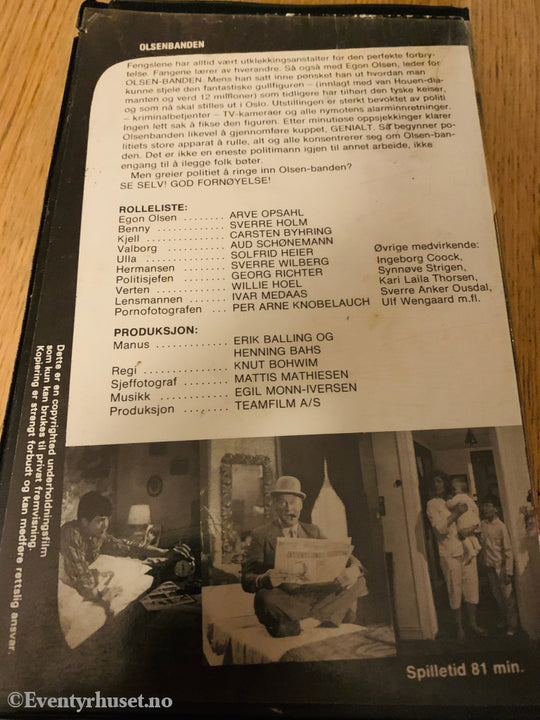 OLSENBANDEN
Fengslene har alltid vært utklekkingsanstalter for den perfekte forbry-
telse. Fangene lærer av hverandre. Så også med Egon Olsen, leder for
OLSEN-BANDEN. Mens han satt inne pønsket han ut hvordan man
kunne stjele den fantastiske gullfiguren – (innlagt med van Houen-dia-
manten og verd 12 millioner) som tidligere har tilhørt den tyske keiser,
og som nå skal stilles ut i Oslo. Utstillingen er sterkt bevoktet av politi
– kriminalbetjenter – TV-kameraer og alle nymotens alarminnretninger.
Ingen lett sak å fikse den figuren. Etter minutiøse oppsjekkinger klarer
Olsenbanden likevel å gjennomføre kuppet, GENIALT. Så begynner po-
litiets store apparat å rulle, alt og alle konsentrerer seg om Olsen-ban-
den. Det er ikke en eneste politimann igjen til annet arbeide, ikke
engang til å ilegge folk bøter.
Men greier politiet å ringe inn Olsen-banden?
SE SELV! GOD FORNØYELSE!
ROLLELISTE:
Egon Olsen ........ ARVE OPSAHL
Benny ............. SVERRE HOLM
Kjell ............. CARSTEN BYHRING
Valborg ........... AUD SCHØNEMANN
Ulla .............. SOLFRID HEIER
Hermansen ......... SVERRE WILBERG
Politisjefen ...... GEORG RICHTER
Verten ............ WILLIE HOEL
Lensmannen ........ IVAR MEDAAS
Pornofotografen ... PER ARNE KNOBELAUCH
Øvrige medvirkende:
Ingeborg Coock,
Synnøve Strigen,
Kari Laila Thorsen,
Sverre Anker Ousdal,
Ulf Wengaard m.fl.
PRODUKSJON:
Manus ............. ERIK BALLING OG
HENNING BAHS
Regi .............. KNUT BOHWIM
Sjeffotograf ...... MATTIS MATHIESEN
Musikk ............ EGIL MONN-IVERSEN
Produksjon ........ TEAMFILM A/S
Dette er en copyrighted underholdningsfilm
som kun kan brukes til privat fremvisning.
Kopiering er strengt forbudt og kan medføre rettslig ansvar.
Spilletid 81 min.
©Eventyrhuset.no